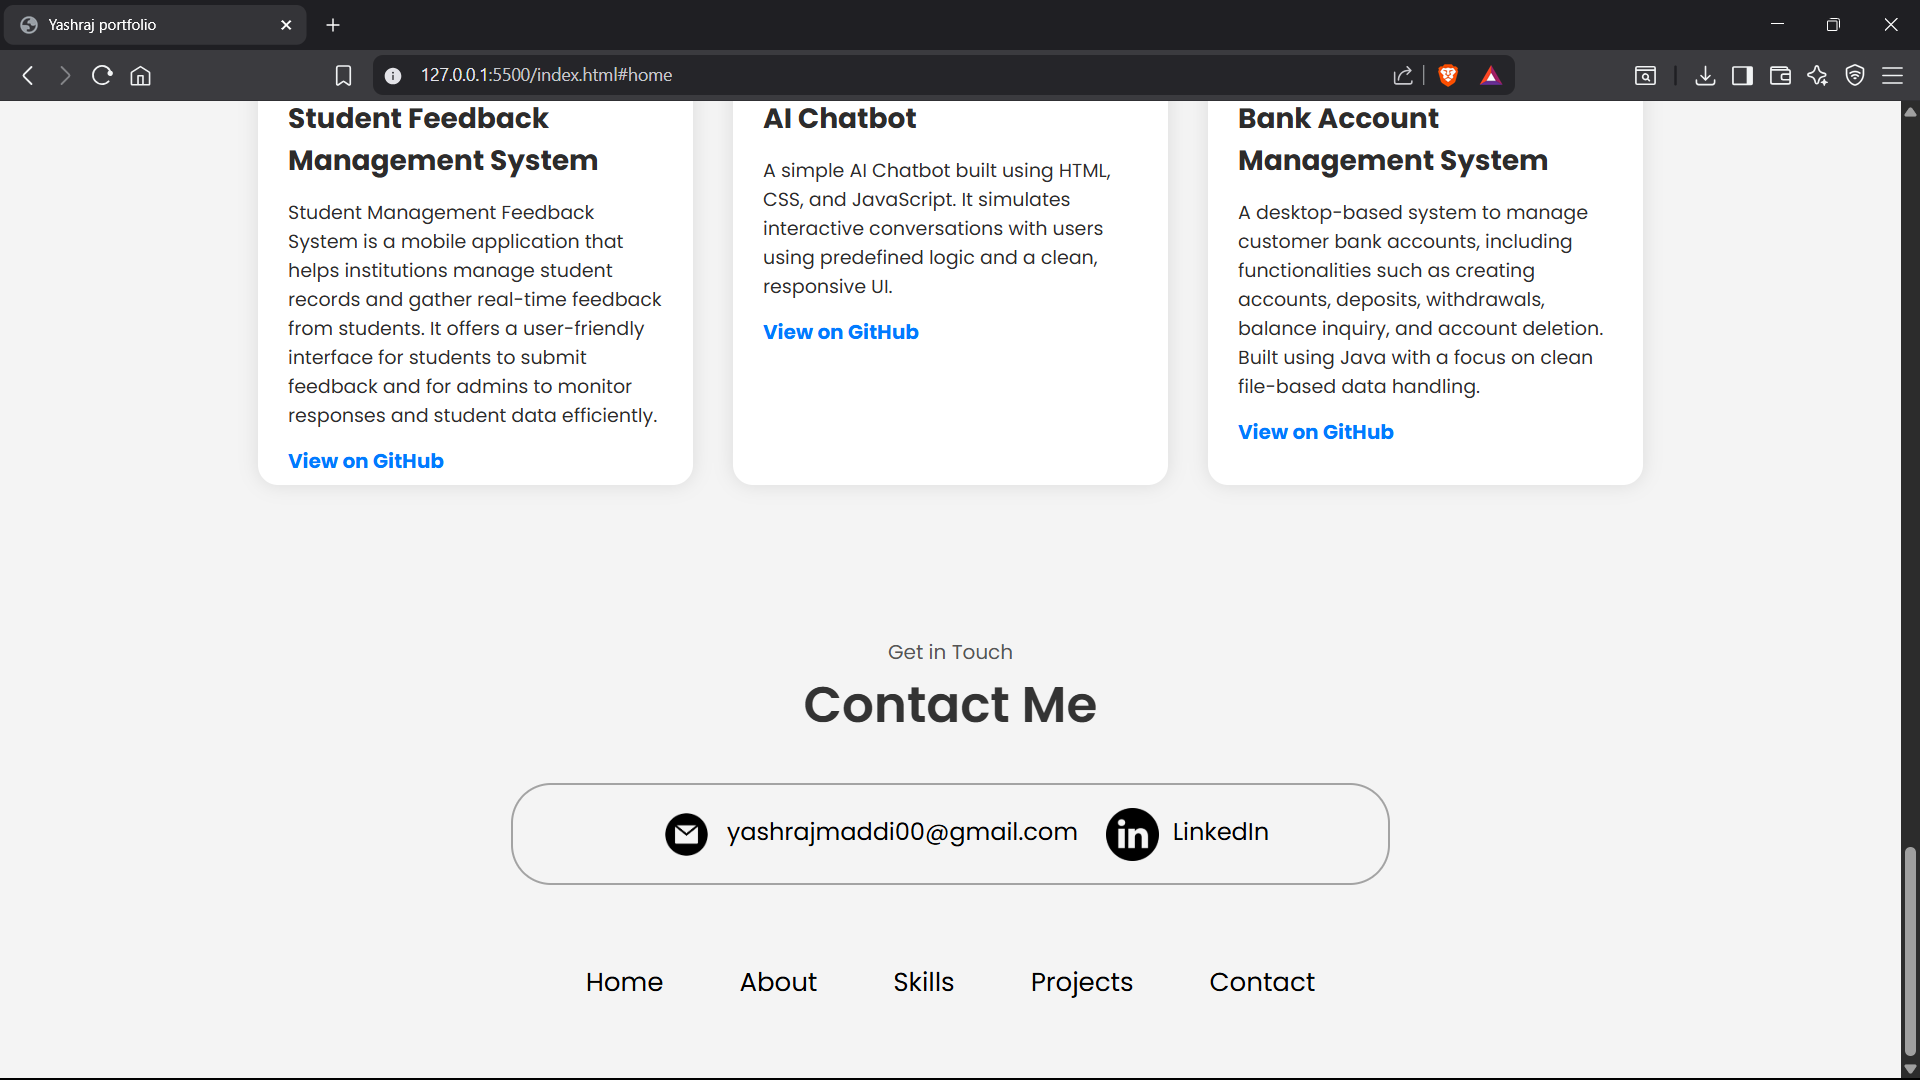 Yashraj portfolio
127.0.0.1:5500/index.html#home
Student Feedback
Management System
Student Management Feedback
System is a mobile application that
helps institutions manage student
records and gather real-time feedback
from students. It offers a user-friendly
interface for students to submit
feedback and for admins to monitor
responses and student data efficiently.
View on GitHub
AI Chatbot
A simple AI Chatbot built using HTML,
CSS, and JavaScript. It simulates
interactive conversations with users
using predefined logic and a clean,
responsive UI.
View on GitHub
Bank Account
Management System
A desktop-based system to manage
customer bank accounts, including
functionalities such as creating
accounts, deposits, withdrawals,
balance inquiry, and account deletion.
Built using Java with a focus on clean
file-based data handling.
View on GitHub
Get in Touch
Contact Me
yashrajmaddi00@gmail.com in LinkedIn
Home About Skills Projects Contact